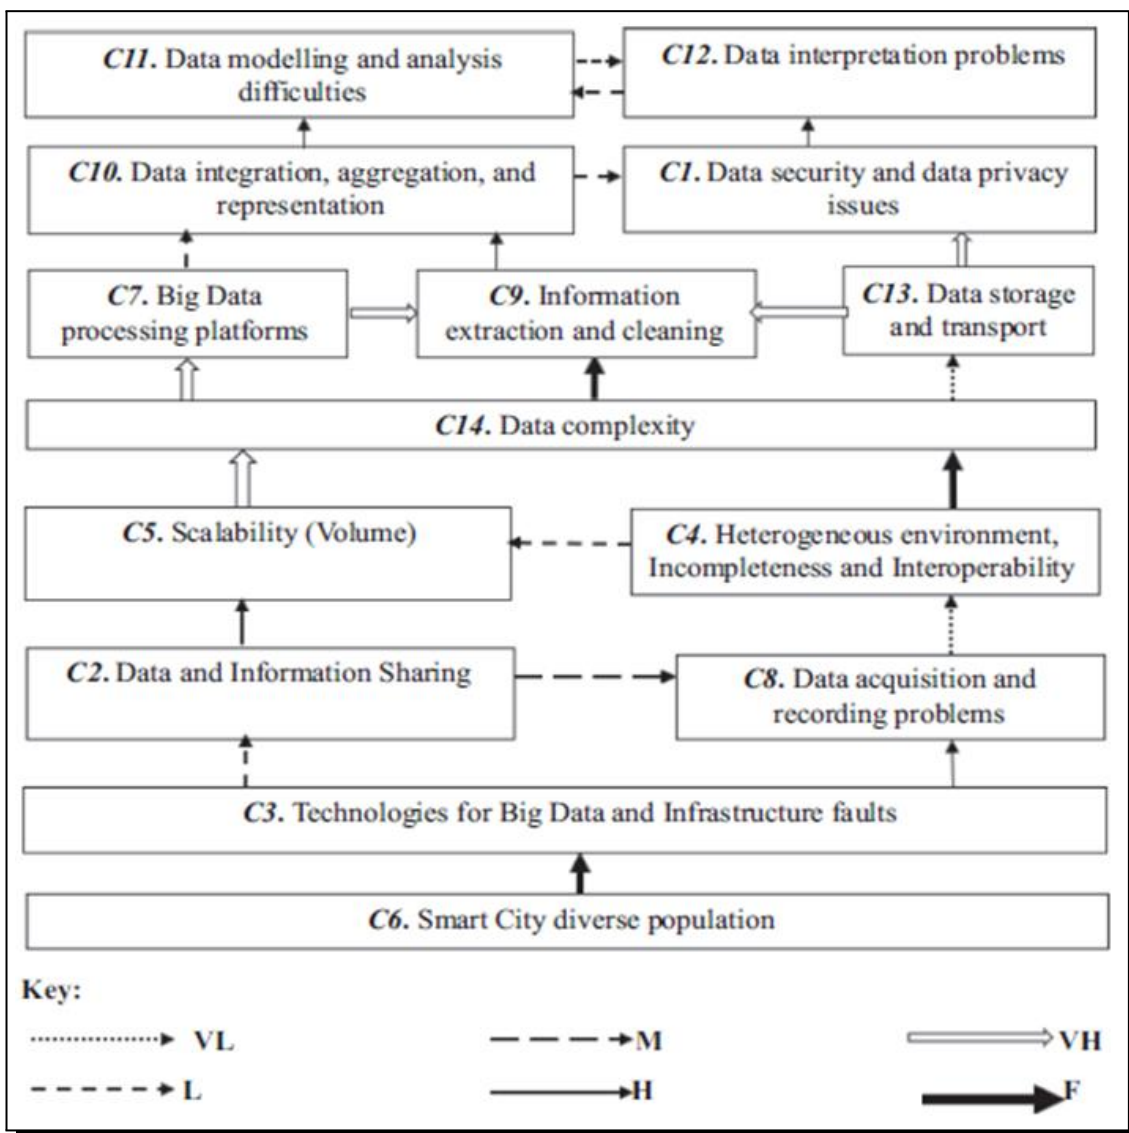 C11. Data modelling and analysis
difficulties
C12. Data interpretation problems
C10. Data integration, aggregation, and
representation
C1. Data security and data privacy
issues
C7. Big Data
processing platforms
C9. Information
extraction and cleaning
C13. Data storage
and transport
C14. Data complexity
C5. Scalability (Volume)
C4. Heterogeneous environment,
Incompleteness and Interoperability
C2. Data and Information Sharing
C8. Data acquisition and
recording problems
C3. Technologies for Big Data and Infrastructure faults
C6. Smart City diverse population
Key:
VL
M
VH
L
H
F